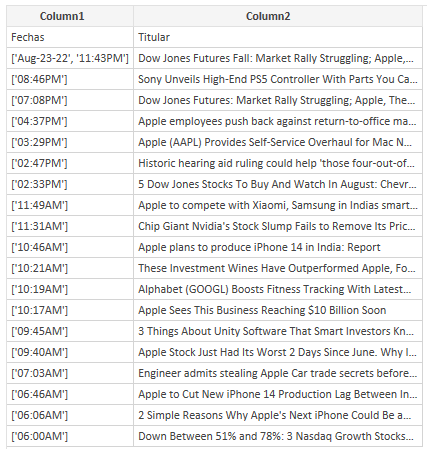 Column1 Column2
Fechas Titular
['Aug-23-22', '11:43PM'] Dow Jones Futures Fall: Market Rally Struggling; Apple,...
['08:46PM'] Sony Unveils High-End PS5 Controller With Parts You Ca...
['07:08PM'] Dow Jones Futures: Market Rally Struggling; Apple, The...
['04:37PM'] Apple employees push back against return-to-office ma...
['03:29PM'] Apple (AAPL) Provides Self-Service Overhaul for Mac N...
['02:47PM'] Historic hearing aid ruling could help 'those four-out-of...
['02:33PM'] 5 Dow Jones Stocks To Buy And Watch In August: Chevr...
['11:49AM'] Apple to compete with Xiaomi, Samsung in Indias smart...
['11:31AM'] Chip Giant Nvidia's Stock Slump Fails to Remove Its Pric...
['10:46AM'] Apple plans to produce iPhone 14 in India: Report
['10:21AM'] These Investment Wines Have Outperformed Apple, Fo...
['10:19AM'] Alphabet (GOOGL) Boosts Fitness Tracking With Latest...
['10:17AM'] Apple Sees This Business Reaching $10 Billion Soon
['09:45AM'] 3 Things About Unity Software That Smart Investors Kn...
['09:40AM'] Apple Stock Just Had Its Worst 2 Days Since June. Why I...
['07:03AM'] Engineer admits stealing Apple Car trade secrets before...
['06:46AM'] Apple to Cut New iPhone 14 Production Lag Between In...
['06:06AM'] 2 Simple Reasons Why Apple's Next iPhone Could Be a...
['06:00AM'] Down Between 51% and 78%: 3 Nasdaq Growth Stocks...